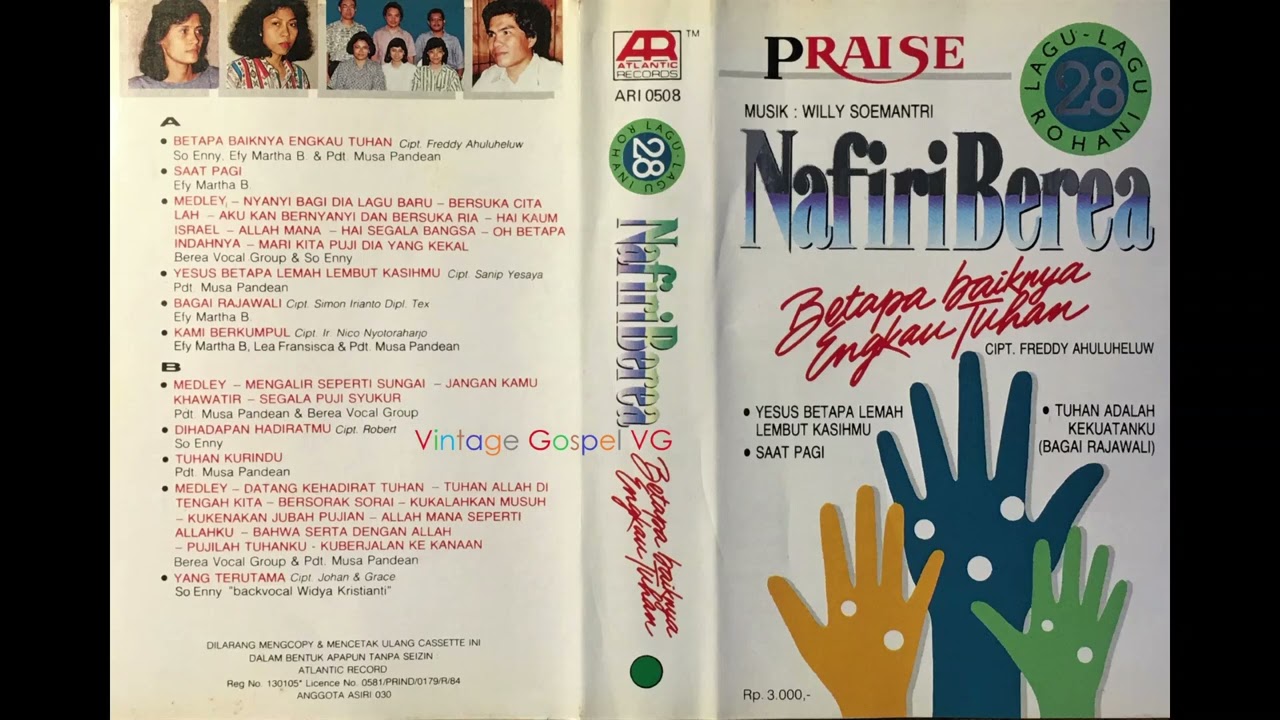 A
• BETAPA BAIKNYA ENGKAU TUHAN Cipt. Freddy Ahuluheluw
So Enny, Efy Martha B. & Pdt. Musa Pandean
• SAAT PAGI
Efy Martha B.
• MEDLEY, – NYANYI BAGI DIA LAGU BARU – BERSUKA CITA
LAH – AKU KAN BERNYANYI DAN BERSUKA RIA – HAI KAUM
ISRAEL – ALLAH MANA – HAI SEGALA BANGSA – OH BETAPA
INDAHNYA – MARI KITA PUJI DIA YANG KEKAL
Berea Vocal Group & So Enny
• YESUS BETAPA LEMAH LEMBUT KASIHMU Cipt. Sanip Yesaya
Pdt. Musa Pandean
• BAGAI RAJAWALI Cipt. Simon Irianto Dipl. Tex
Efy Martha B.
• KAMI BERKUMPUL Cipt. Ir. Nico Nyotoraharjo
Efy Martha B, Lea Fransisca & Pdt. Musa Pandean
B
• MEDLEY – MENGALIR SEPERTI SUNGAI – JANGAN KAMU
KHAWATIR – SEGALA PUJI SYUKUR
Pdt. Musa Pandean & Berea Vocal Group
• DIHADAPAN HADIRATMU Cipt. Robert
So Enny
• TUHAN KURINDU
Pdt. Musa Pandean
• MEDLEY – DATANG KEHADIRAT TUHAN – TUHAN ALLAH DI
TENGAH KITA – BERSORAK SORAI – KUKALAHKAN MUSUH
– KUKENAKAN JUBAH PUJIAN – ALLAH MANA SEPERTI
ALLAHKU – BAHWA SERTA DENGAN ALLAH
– PUJILAH TUHANKU - KUBERJALAN KE KANAAN
Berea Vocal Group & Pdt. Musa Pandean
• YANG TERUTAMA Cipt. Johan & Grace
So Enny "backvocal Widya Kristianti"
DILARANG MENGCOPY & MENCETAK ULANG CASSETTE INI
DALAM BENTUK APAPUN TANPA SEIZIN
ATLANTIC RECORD
Reg No. 130105* Licence No. 0581/PRIND/0179/R/84
ANGGOTA ASIRI 030
Vintage Gospel VG
AR TM
ATLANTIC
RECORDS
ARI 0508
LAGU-LAGU
28
ROHANI
Nafiri Berea
Betapa baiknya
Engkau Tuhan
PRAISE
LAGU-LAGU
28
ROHANI
MUSIK : WILLY SOEMANTRI
Nafiri Berea
Betapa baiknya
Engkau Tuhan
CIPT. FREDDY AHULUHELUW
• YESUS BETAPA LEMAH
LEMBUT KASIHMU
• SAAT PAGI
• TUHAN ADALAH
KEKUATANKU
(BAGAI RAJAWALI)
Rp. 3.000,-